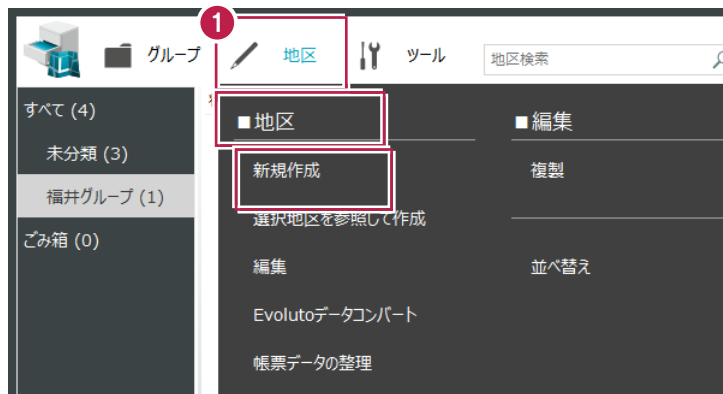 1
グループ 地区 ツール 地区検索
すべて (4)
未分類 (3)
福井グループ (1)
ごみ箱 (0)
■地区
新規作成
選択地区を参照して作成
編集
Evolutoデータコンバート
帳票データの整理
■編集
複製
並べ替え